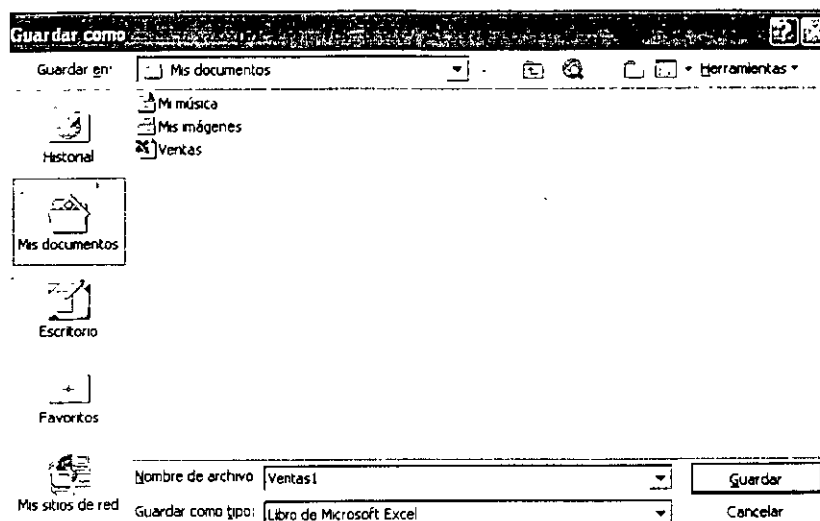 Guardar como
Guardar en: Mis documentos Herramientas
Mi música
Mis imágenes
Ventas
Historial
Mis documentos
Escritorio
Favoritos
Mis sitios de red
Nombre de archivo Ventas1 Guardar
Guardar como tipo: Libro de Microsoft Excel Cancelar